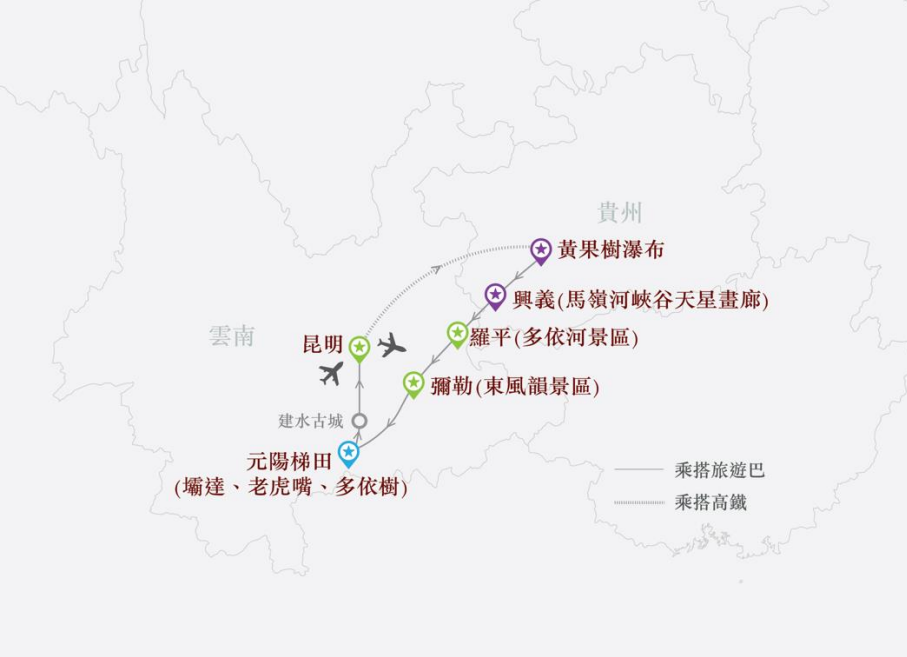 貴州
黃果樹瀑布
興義(馬嶺河峽谷天星畫廊)
雲南
昆明
羅平(多依河景區)
彌勒(東風韻景區)
建水古城
元陽梯田
(壩達、老虎嘴、多依樹)
乘搭旅遊巴
乘搭高鐵